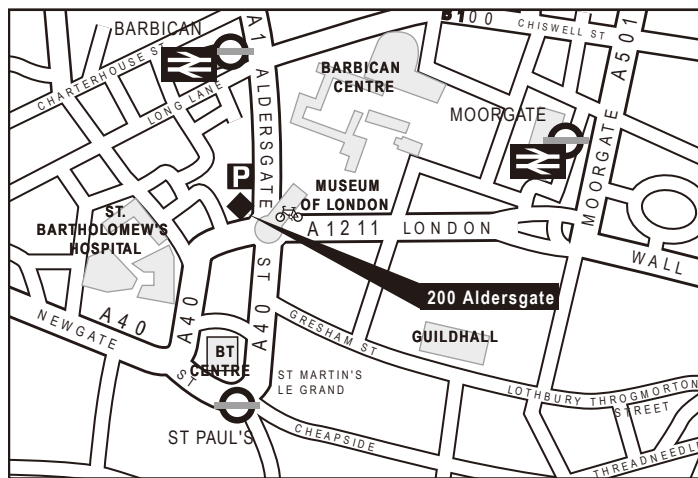 BARBICAN
A1 ALDERSGATE ST
B100
CHISWELL ST
A501
CHARTERHOUSE ST
LONG LANE
BARBICAN
CENTRE
MOORGATE
MOORGATE
P
MUSEUM
OF LONDON
ST.
BARTHOLOMEW'S
HOSPITAL
A1211 LONDON WALL
200 Aldersgate
A40
NEWGATE ST
A40
A40
GRESHAM ST
GUILDHALL
BT
CENTRE
ST MARTIN'S
LE GRAND
LOTHBURY THROGMORTON
STREET
ST PAUL'S
CHEAPSIDE
THREADNEEDLE